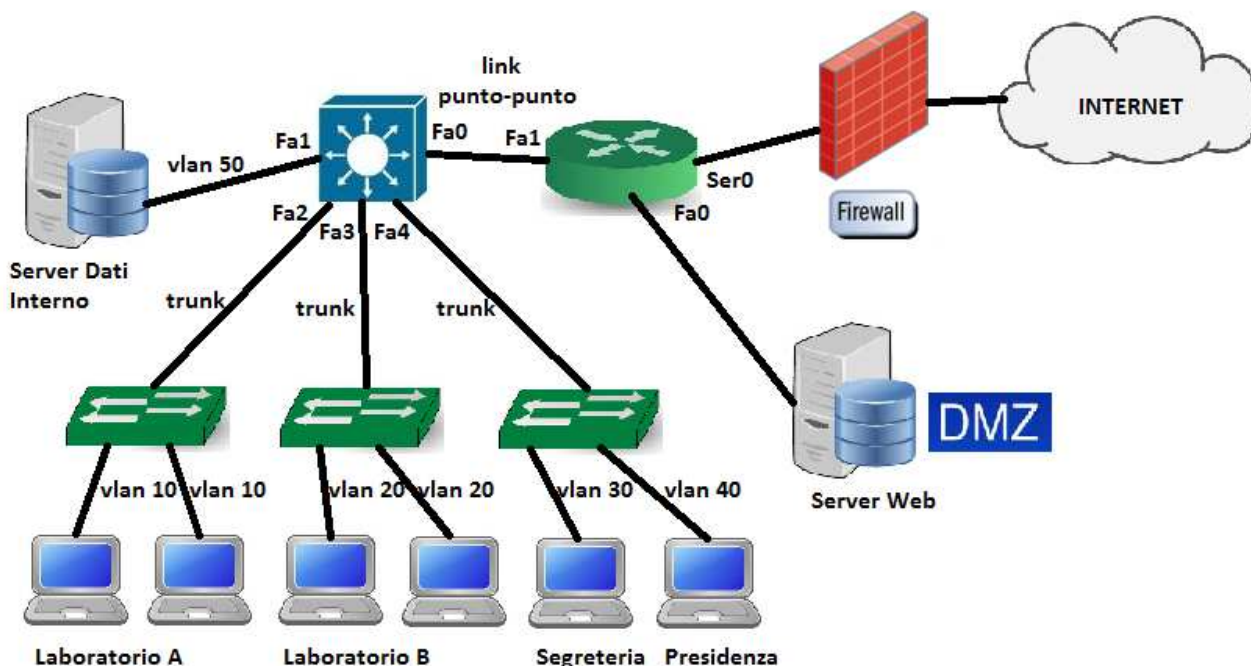 link
punto-punto
INTERNET
Fa1
Fa0
Fa1
vlan 50
Ser0
Fa0
Firewall
Fa2
Fa3
Fa4
Server Dati
Interno
trunk
trunk
trunk
DMZ
vlan 10
vlan 10
vlan 20
vlan 20
vlan 30
vlan 40
Server Web
Laboratorio A
Laboratorio B
Segreteria
Presidenza